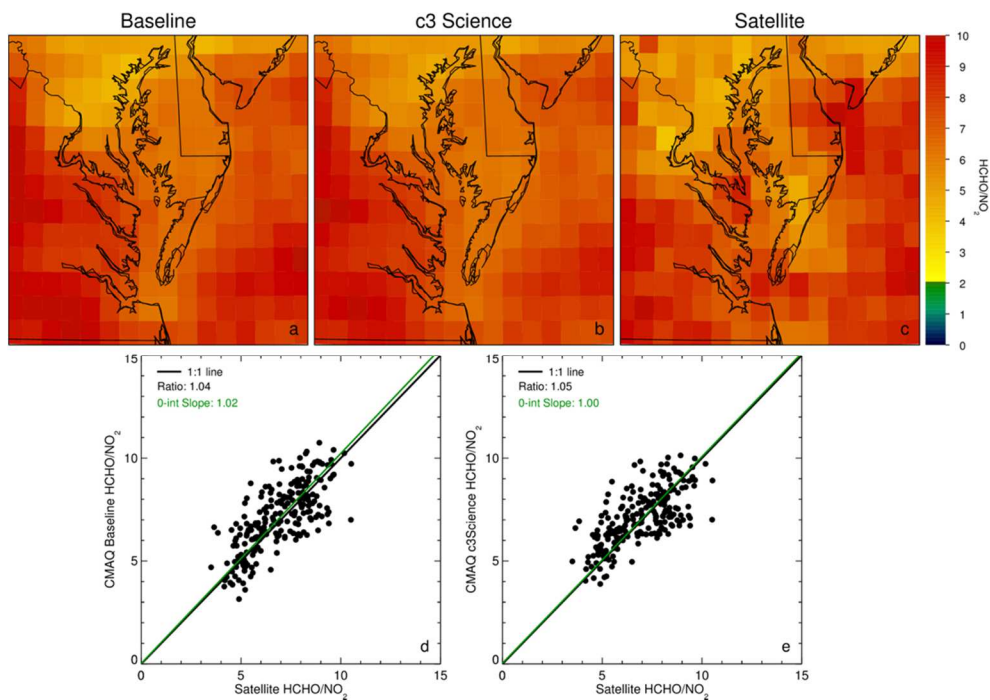 Baseline
c3 Science
Satellite
a
b
c
10
9
8
7
6
5
4
3
2
1
0
HCHO/NO₂
15
10
5
0
CMAQ Baseline HCHO/NO₂
1:1 line
Ratio: 1.04
0-int Slope: 1.02
d
0 5 10 15
Satellite HCHO/NO₂
15
10
5
0
CMAQ c3Science HCHO/NO₂
1:1 line
Ratio: 1.05
0-int Slope: 1.00
e
0 5 10 15
Satellite HCHO/NO₂